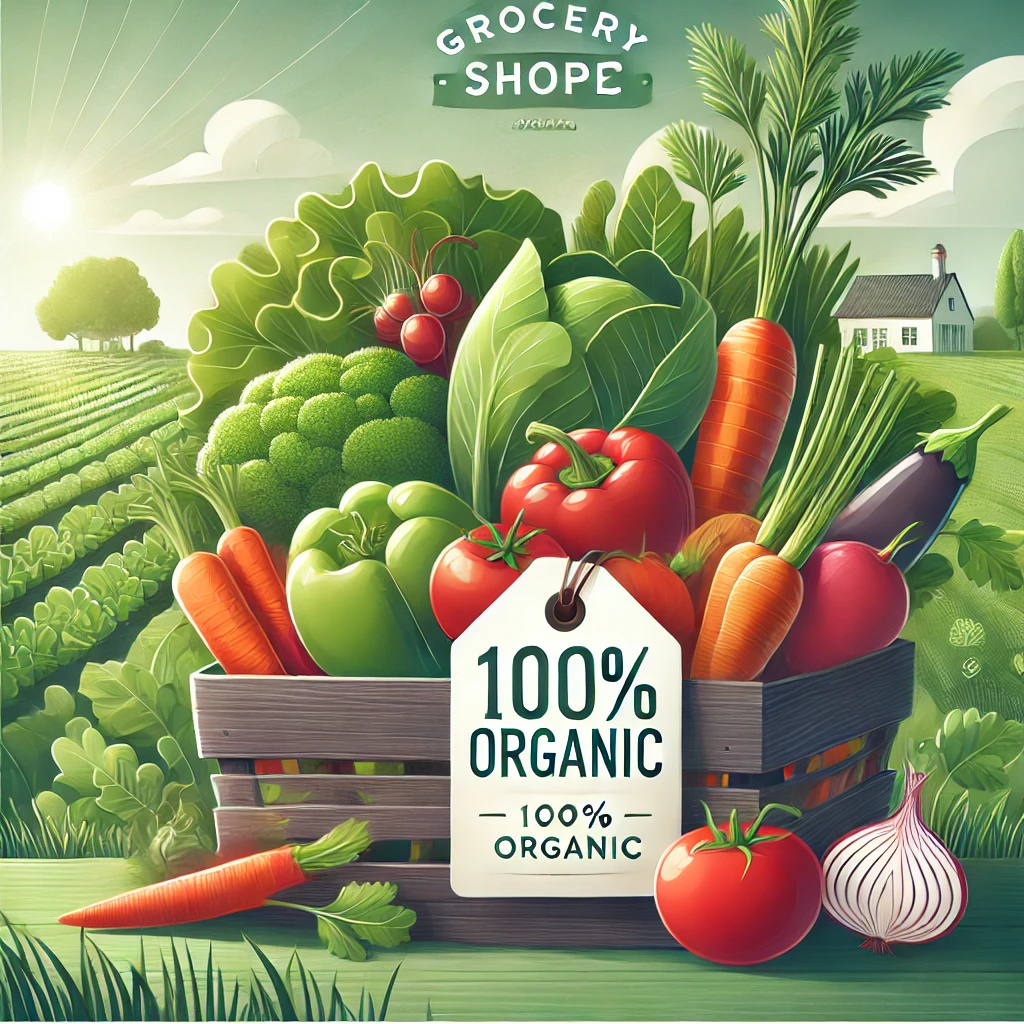 GROCERY
· SHOPE ·
100%
ORGANIC
— 100% —
ORGANIC